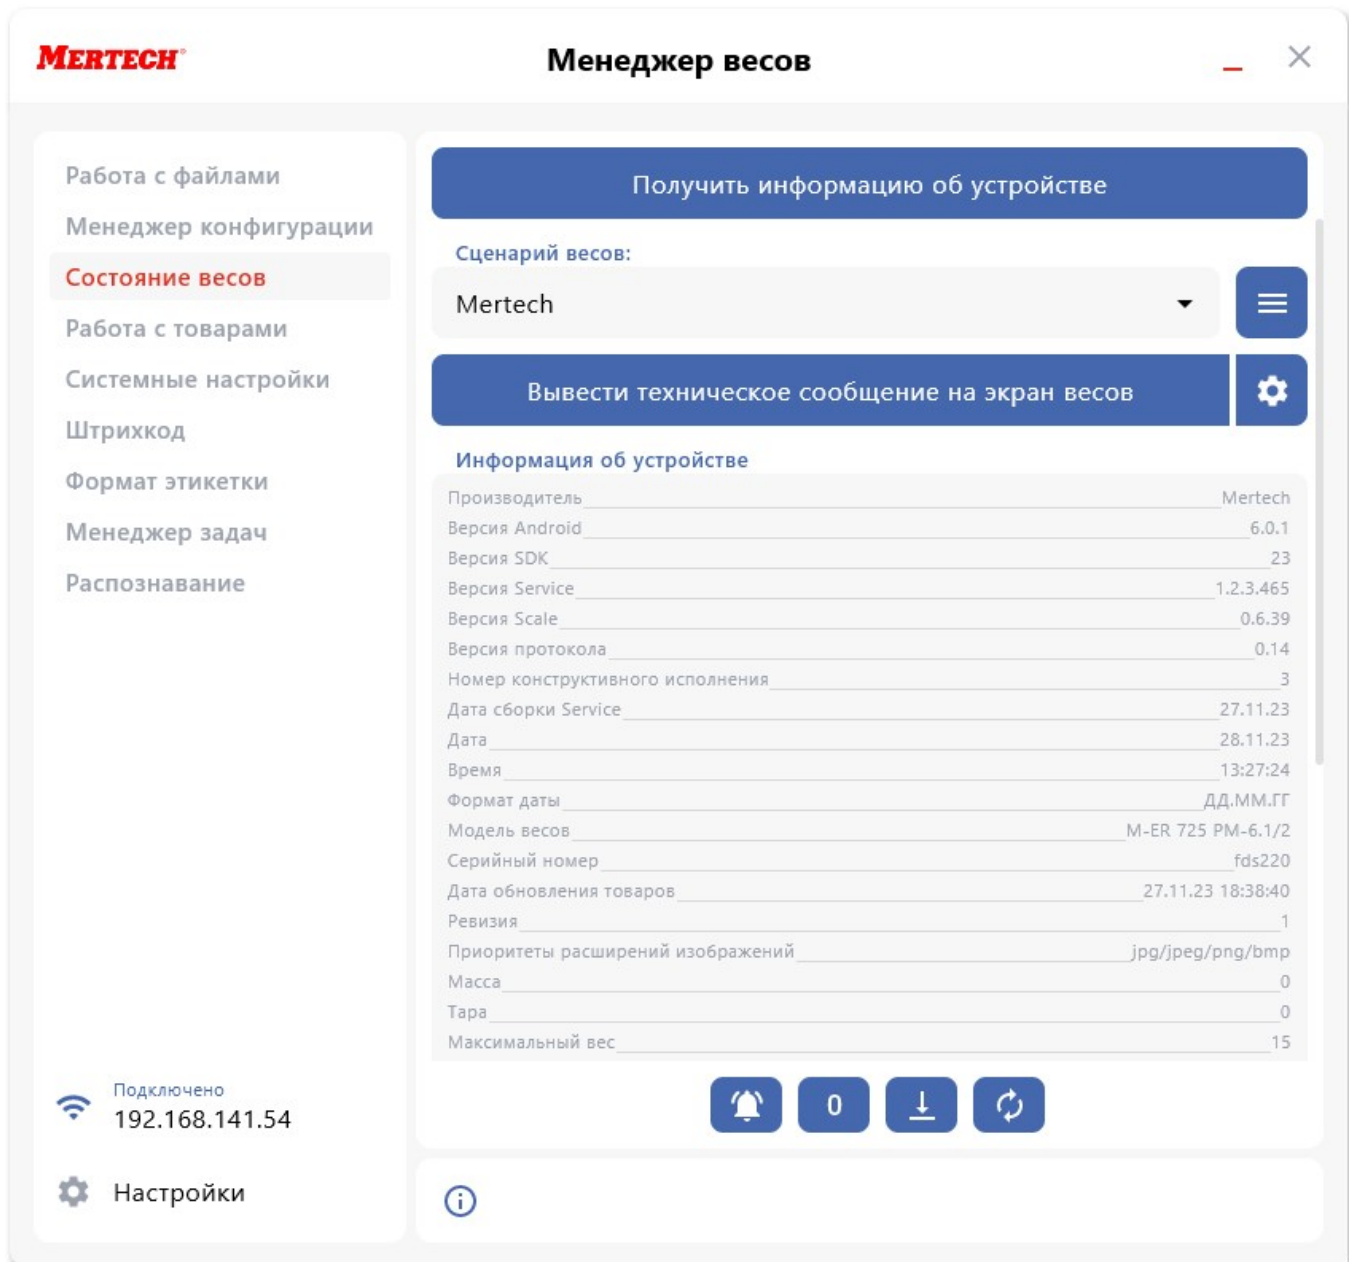 MERTECH
Менеджер весов
Работа с файлами
Менеджер конфигурации
Состояние весов
Работа с товарами
Системные настройки
Штрихкод
Формат этикетки
Менеджер задач
Распознавание
Подключено
192.168.141.54
Настройки
Получить информацию об устройстве
Сценарий весов:
Mertech
Вывести техническое сообщение на экран весов
Информация об устройстве
Производитель Mertech
Версия Android 6.0.1
Версия SDK 23
Версия Service 1.2.3.465
Версия Scale 0.6.39
Версия протокола 0.14
Номер конструктивного исполнения 3
Дата сборки Service 27.11.23
Дата 28.11.23
Время 13:27:24
Формат даты ДД.ММ.ГГ
Модель весов M-ER 725 PM-6.1/2
Серийный номер fds220
Дата обновления товаров 27.11.23 18:38:40
Ревизия 1
Приоритеты расширений изображений jpg/jpeg/png/bmp
Масса 0
Тара 0
Максимальный вес 15
0